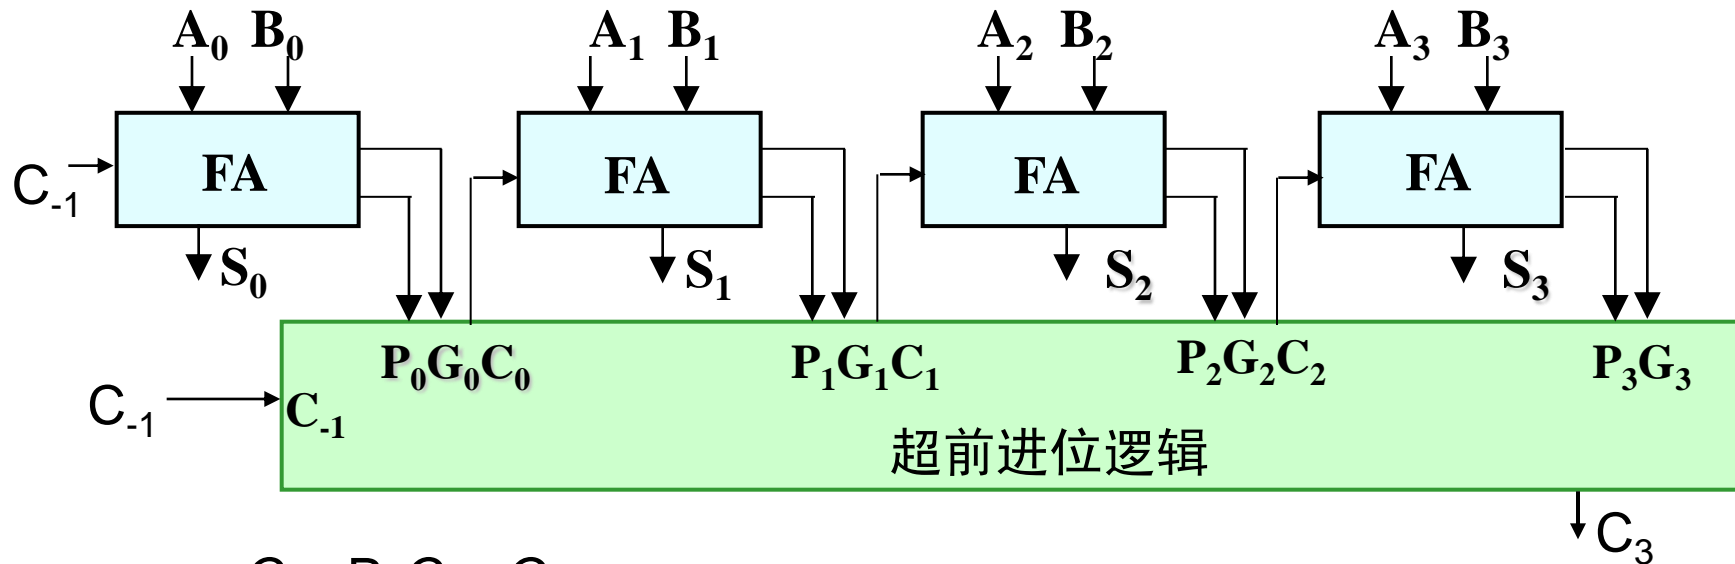 A₀ B₀ A₁ B₁ A₂ B₂ A₃ B₃
C₋₁ FA FA FA FA
S₀ S₁ S₂ S₃
P₀G₀C₀ P₁G₁C₁ P₂G₂C₂ P₃G₃
C₋₁ C₋₁
超前进位逻辑
C₃